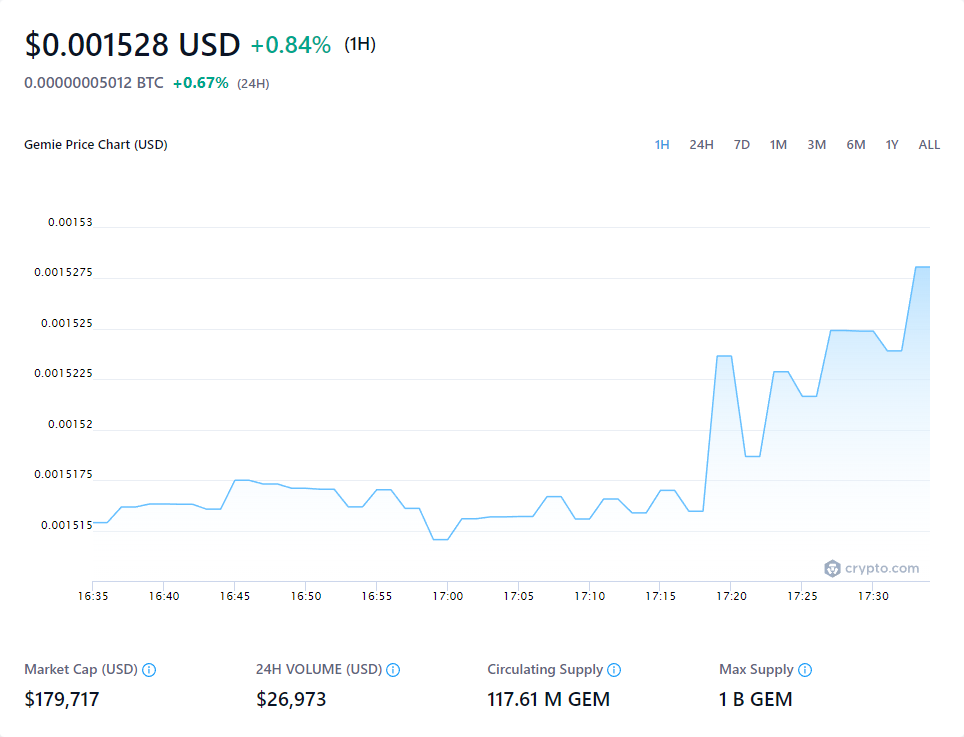 $0.001528 USD +0.84% (1H)
0.00000005012 BTC +0.67% (24H)
Gemie Price Chart (USD)
1H 24H 7D 1M 3M 6M 1Y ALL
0.00153
0.0015275
0.001525
0.0015225
0.00152
0.0015175
0.001515
crypto.com
16:35 16:40 16:45 16:50 16:55 17:00 17:05 17:10 17:15 17:20 17:25 17:30
Market Cap (USD) 24H VOLUME (USD) Circulating Supply Max Supply
$179,717 $26,973 117.61 M GEM 1 B GEM